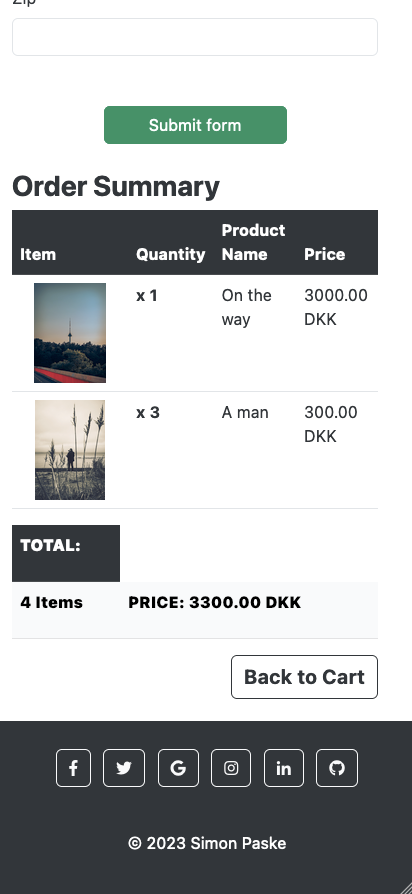 Zip
Submit form
Order Summary
Item Quantity Product Name Price
x 1 On the way 3000.00 DKK
x 3 A man 300.00 DKK
TOTAL:
4 Items PRICE: 3300.00 DKK
Back to Cart
© 2023 Simon Paske